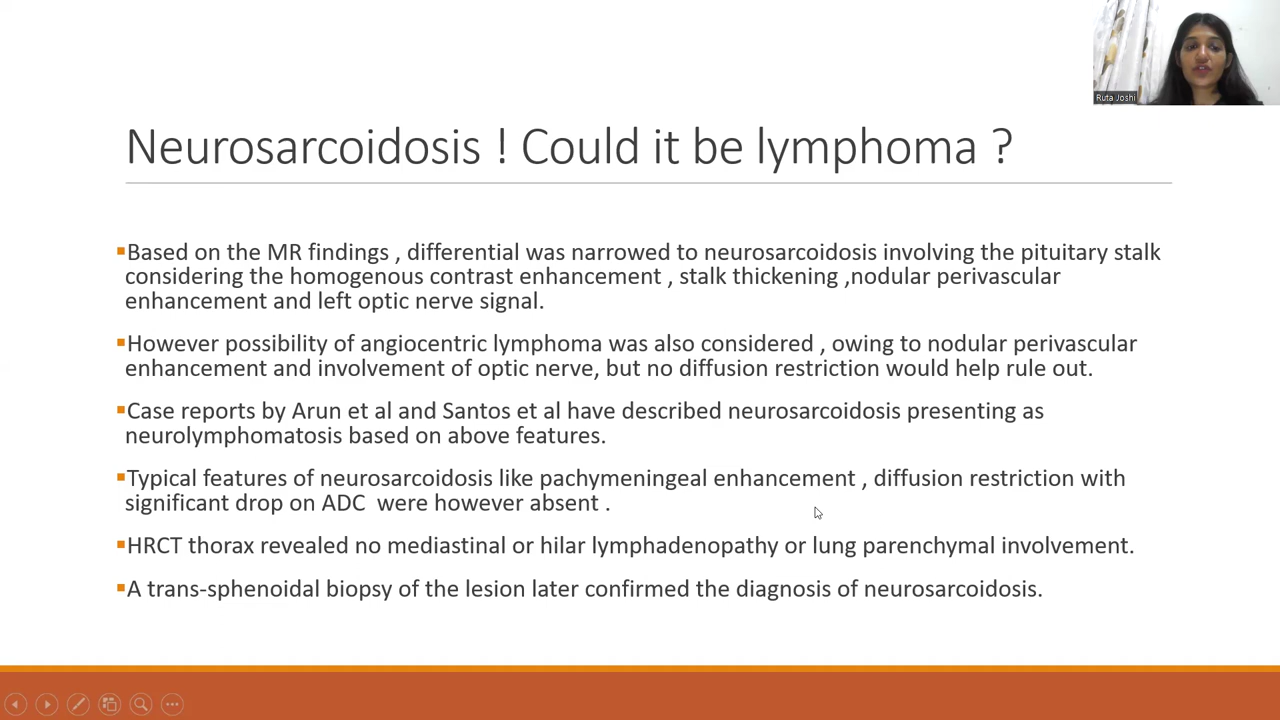 Ruta Joshi
Neurosarcoidosis ! Could it be lymphoma ?
▪Based on the MR findings , differential was narrowed to neurosarcoidosis involving the pituitary stalk
considering the homogenous contrast enhancement , stalk thickening ,nodular perivascular
enhancement and left optic nerve signal.
▪However possibility of angiocentric lymphoma was also considered , owing to nodular perivascular
enhancement and involvement of optic nerve, but no diffusion restriction would help rule out.
▪Case reports by Arun et al and Santos et al have described neurosarcoidosis presenting as
neurolymphomatosis based on above features.
▪Typical features of neurosarcoidosis like pachymeningeal enhancement , diffusion restriction with
significant drop on ADC were however absent .
▪HRCT thorax revealed no mediastinal or hilar lymphadenopathy or lung parenchymal involvement.
▪A trans-sphenoidal biopsy of the lesion later confirmed the diagnosis of neurosarcoidosis.